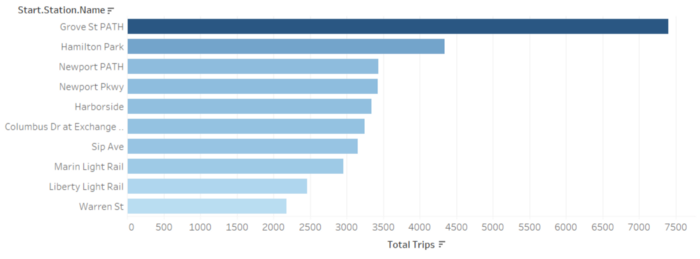 Start.Station.Name
Grove St PATH
Hamilton Park
Newport PATH
Newport Pkwy
Harborside
Columbus Dr at Exchange ..
Sip Ave
Marin Light Rail
Liberty Light Rail
Warren St
0 500 1000 1500 2000 2500 3000 3500 4000 4500 5000 5500 6000 6500 7000 7500
Total Trips